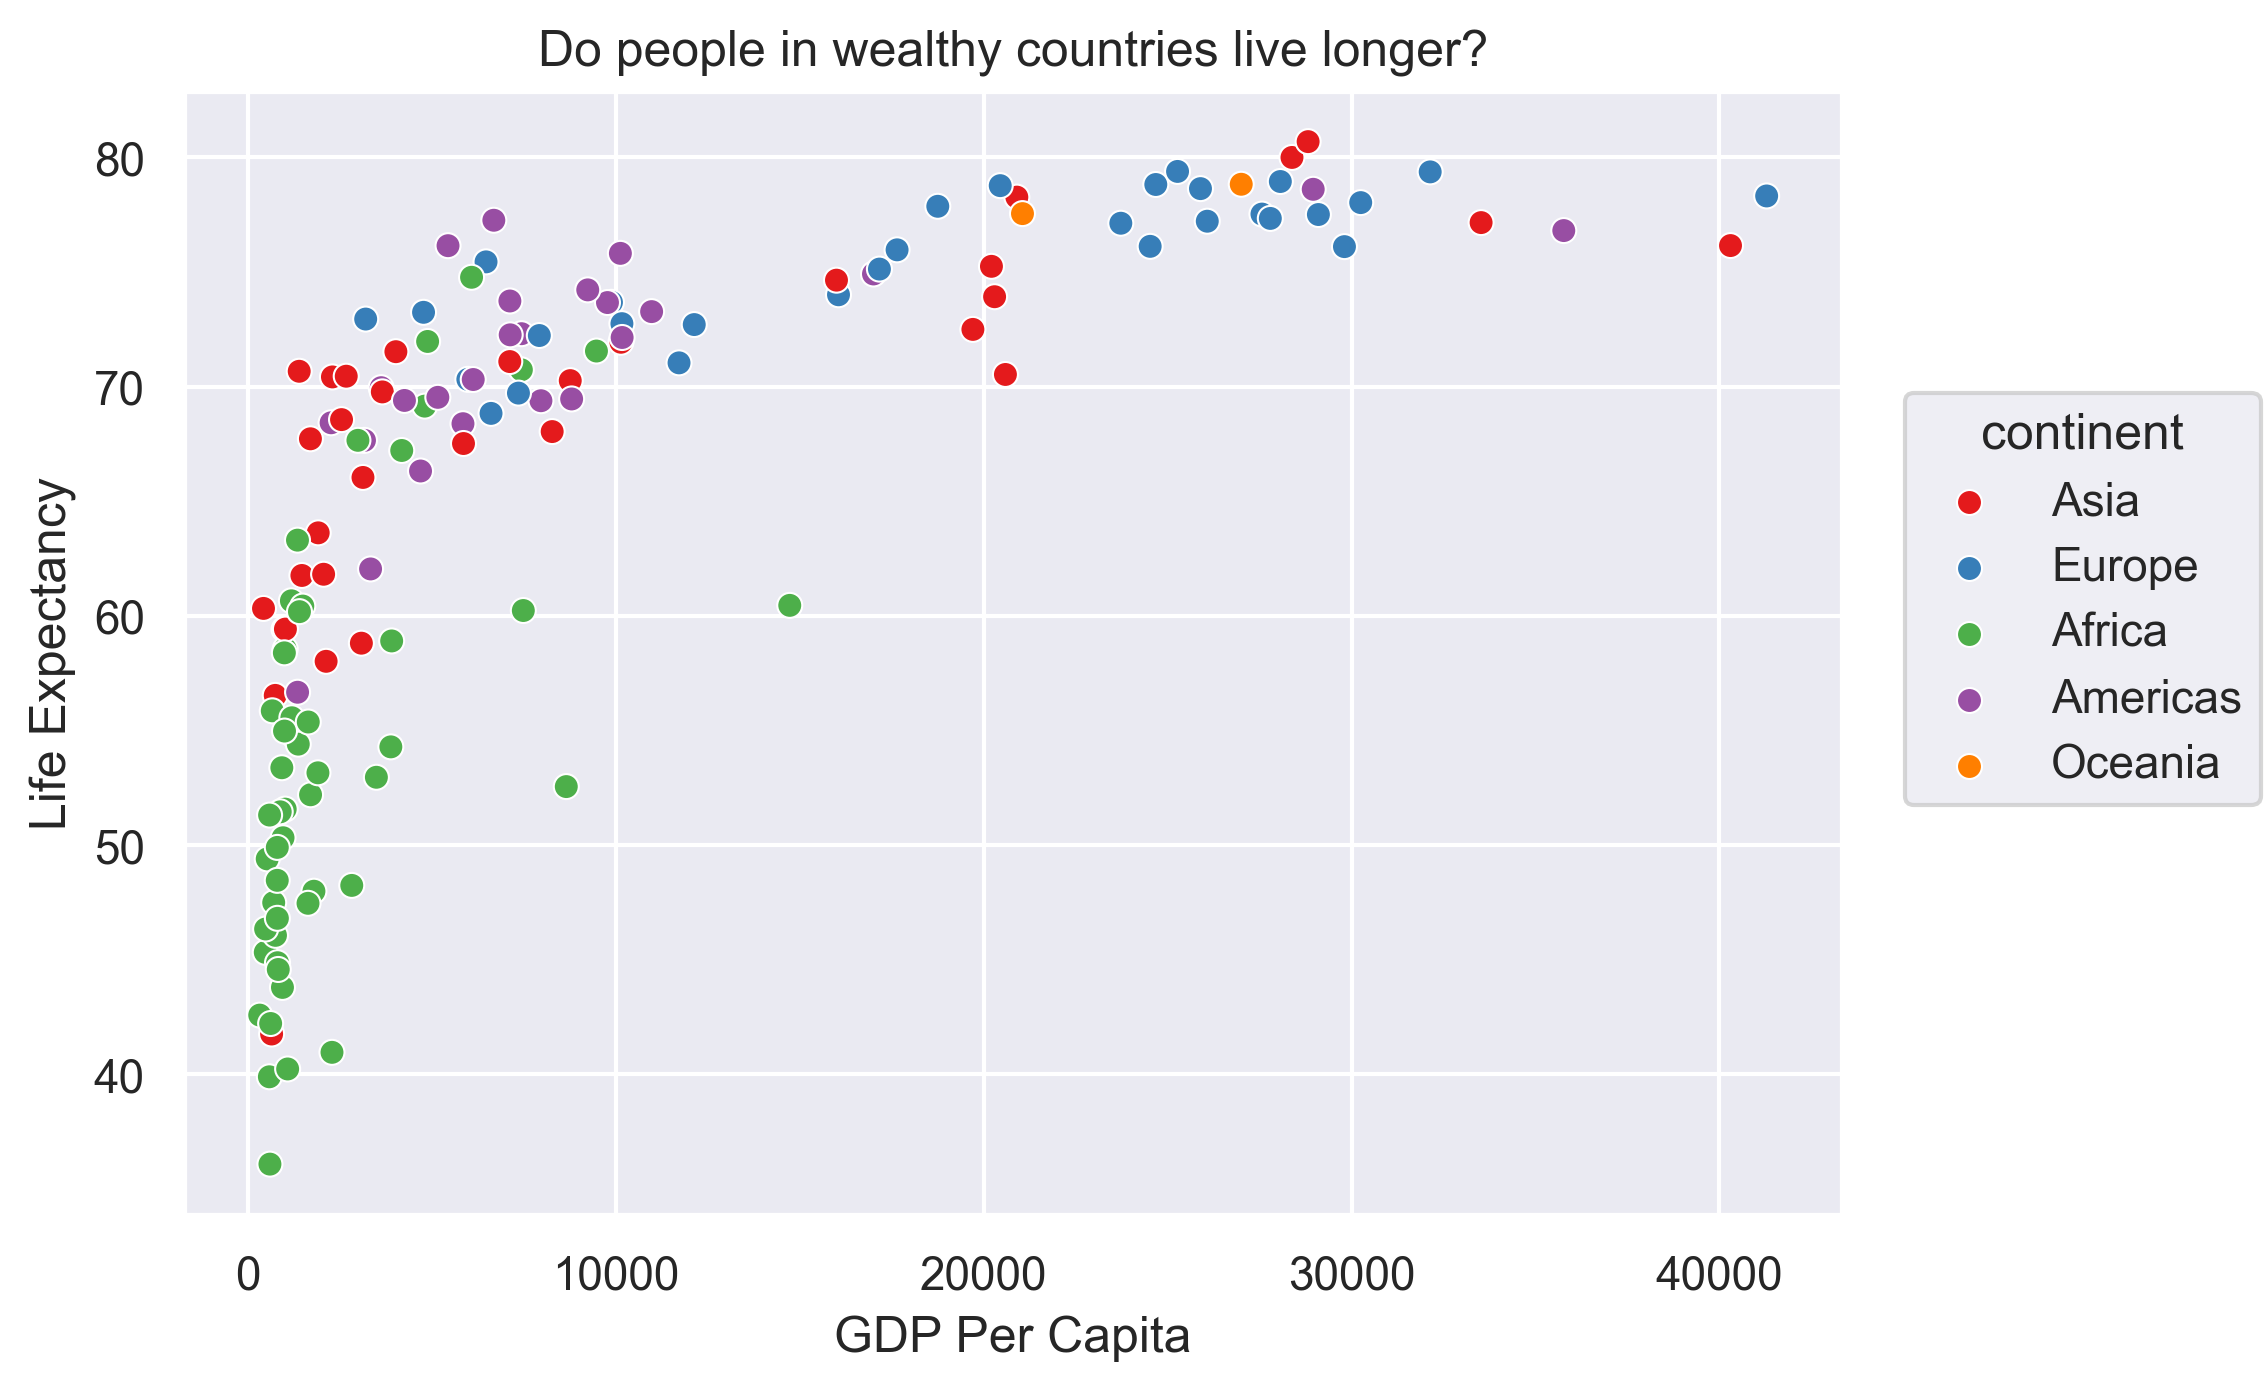 Do people in wealthy countries live longer?
80
70
60
50
40
Life Expectancy
0
10000
20000
30000
40000
GDP Per Capita
continent
Asia
Europe
Africa
Americas
Oceania